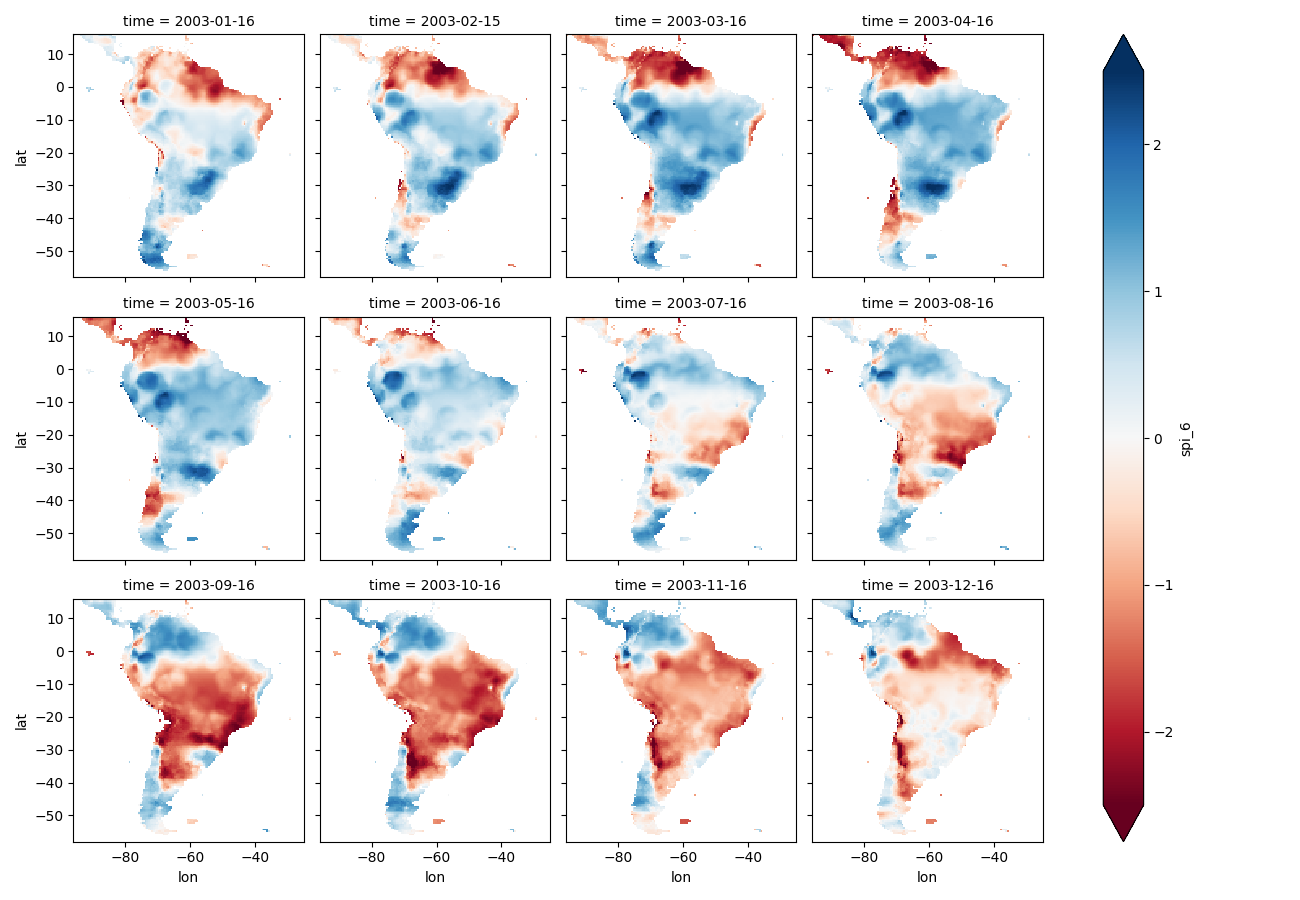 time = 2003-01-16
time = 2003-02-15
time = 2003-03-16
time = 2003-04-16
10
0
−10
−20
−30
−40
−50
lat
time = 2003-05-16
time = 2003-06-16
time = 2003-07-16
time = 2003-08-16
10
0
−10
−20
−30
−40
−50
lat
time = 2003-09-16
time = 2003-10-16
time = 2003-11-16
time = 2003-12-16
10
0
−10
−20
−30
−40
−50
lat
−80
−60
−40
lon
−80
−60
−40
lon
−80
−60
−40
lon
−80
−60
−40
lon
2
1
0
−1
−2
spi_6